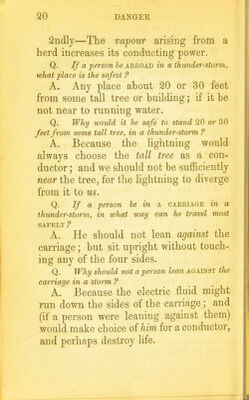 20 DANGER
2ndly—The vapour arising from a
herd increases its conducting power.
Q. If a person be ABROAD in a thunder-storm,
what place is the safest ?
A. Any place about 20 or 30 feet
from some tall tree or building; if it be
not near to running water.
Q. Why would it be safe to stand 20 or 30
feet from some tall tree, in a thunder-storm ?
A. Because the lightning would
always choose the tall tree as a con-
ductor; and we should not be sufficiently
near the tree, for the lightning to diverge
from it to us.
Q. If a person be in A CARRIAGE in a
thunder-storm, in what way can he travel most
SAFELY ?
A. He should not lean against the
carriage; but sit upright without touch-
ing any of the four sides.
Q. Why should not a person lean AGAINST the
carriage in a storm ?
A. Because the electric fluid might
run down the sides of the carriage; and
(if a person were leaning against them)
would make choice of him for a conductor,
and perhaps destroy life.